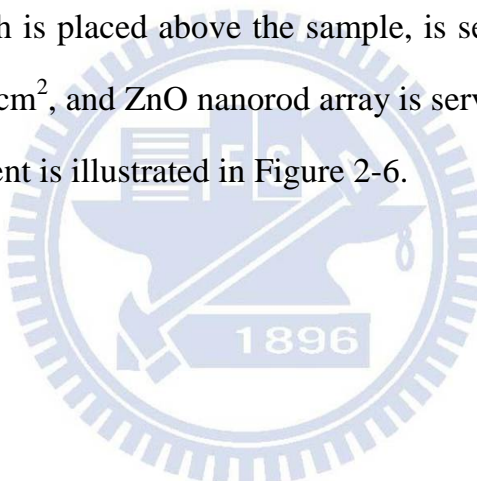 h is placed above the sample, is se
cm², and ZnO nanorod array is serv
ent is illustrated in Figure 2-6.
E S
1896